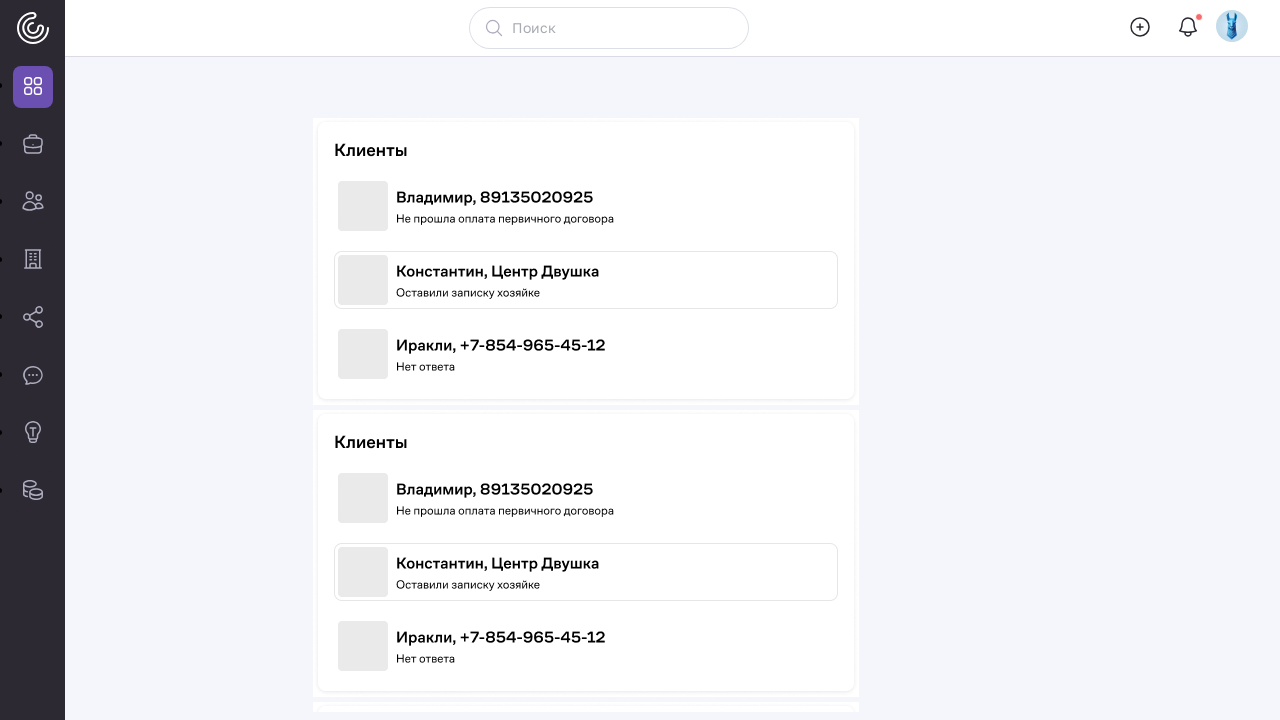 Поиск
Клиенты
Владимир, 89135020925
Не прошла оплата первичного договора
Константин, Центр Двушка
Оставили записку хозяйке
Иракли, +7-854-965-45-12
Нет ответа
Клиенты
Владимир, 89135020925
Не прошла оплата первичного договора
Константин, Центр Двушка
Оставили записку хозяйке
Иракли, +7-854-965-45-12
Нет ответа